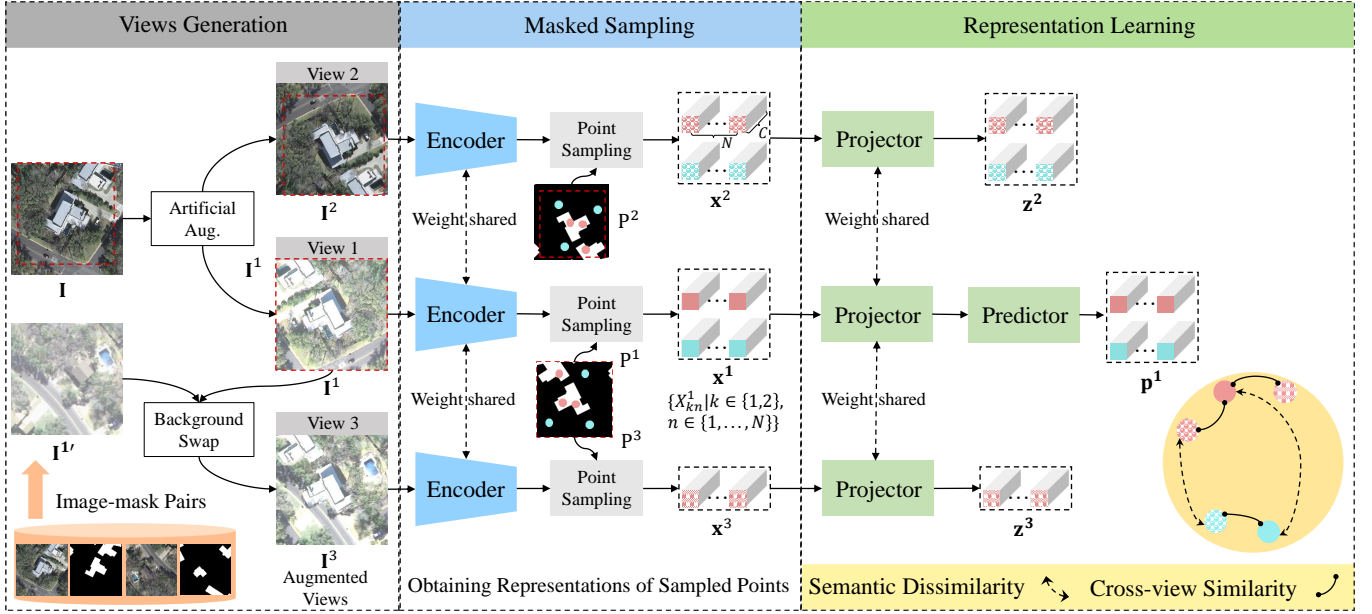 Views Generation
Masked Sampling
Representation Learning
View 2
I²
I
Artificial
Aug.
I¹
View 1
I¹
I¹′
Background
Swap
View 3
I³
Image-mask Pairs
Augmented
Views
Encoder
Point
Sampling
N
C
x²
P²
Weight shared
Encoder
Point
Sampling
P¹
x¹
{X¹ₖₙ|k ∈ {1,2},
n ∈ {1, . . . , N}}
Weight shared
P³
Encoder
Point
Sampling
x³
Obtaining Representations of Sampled Points
Projector
z²
Weight shared
Projector
Predictor
p¹
Weight shared
Projector
z³
Semantic Dissimilarity
Cross-view Similarity